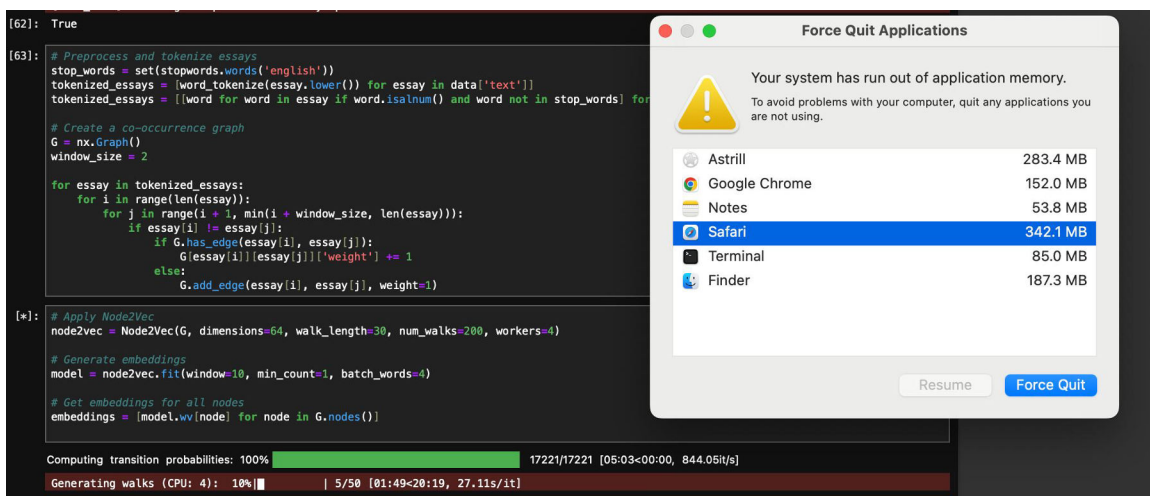 [62]: True
[63]: # Preprocess and tokenize essays
stop_words = set(stopwords.words('english'))
tokenized_essays = [word_tokenize(essay.lower()) for essay in data['text']]
tokenized_essays = [[word for word in essay if word.isalnum() and word not in stop_words] for
# Create a co-occurrence graph
G = nx.Graph()
window_size = 2
for essay in tokenized_essays:
for i in range(len(essay)):
for j in range(i + 1, min(i + window_size, len(essay))):
if essay[i] != essay[j]:
if G.has_edge(essay[i], essay[j]):
G[essay[i]][essay[j]]['weight'] += 1
else:
G.add_edge(essay[i], essay[j], weight=1)
[*]: # Apply Node2Vec
node2vec = Node2Vec(G, dimensions=64, walk_length=30, num_walks=200, workers=4)
# Generate embeddings
model = node2vec.fit(window=10, min_count=1, batch_words=4)
# Get embeddings for all nodes
embeddings = [model.wv[node] for node in G.nodes()]
Computing transition probabilities: 100% 17221/17221 [05:03<00:00, 844.05it/s]
Generating walks (CPU: 4): 10%| | 5/50 [01:49<20:19, 27.11s/it]
Force Quit Applications
Your system has run out of application memory.
To avoid problems with your computer, quit any applications you
are not using.
Astrill 283.4 MB
Google Chrome 152.0 MB
Notes 53.8 MB
Safari 342.1 MB
Terminal 85.0 MB
Finder 187.3 MB
Resume Force Quit